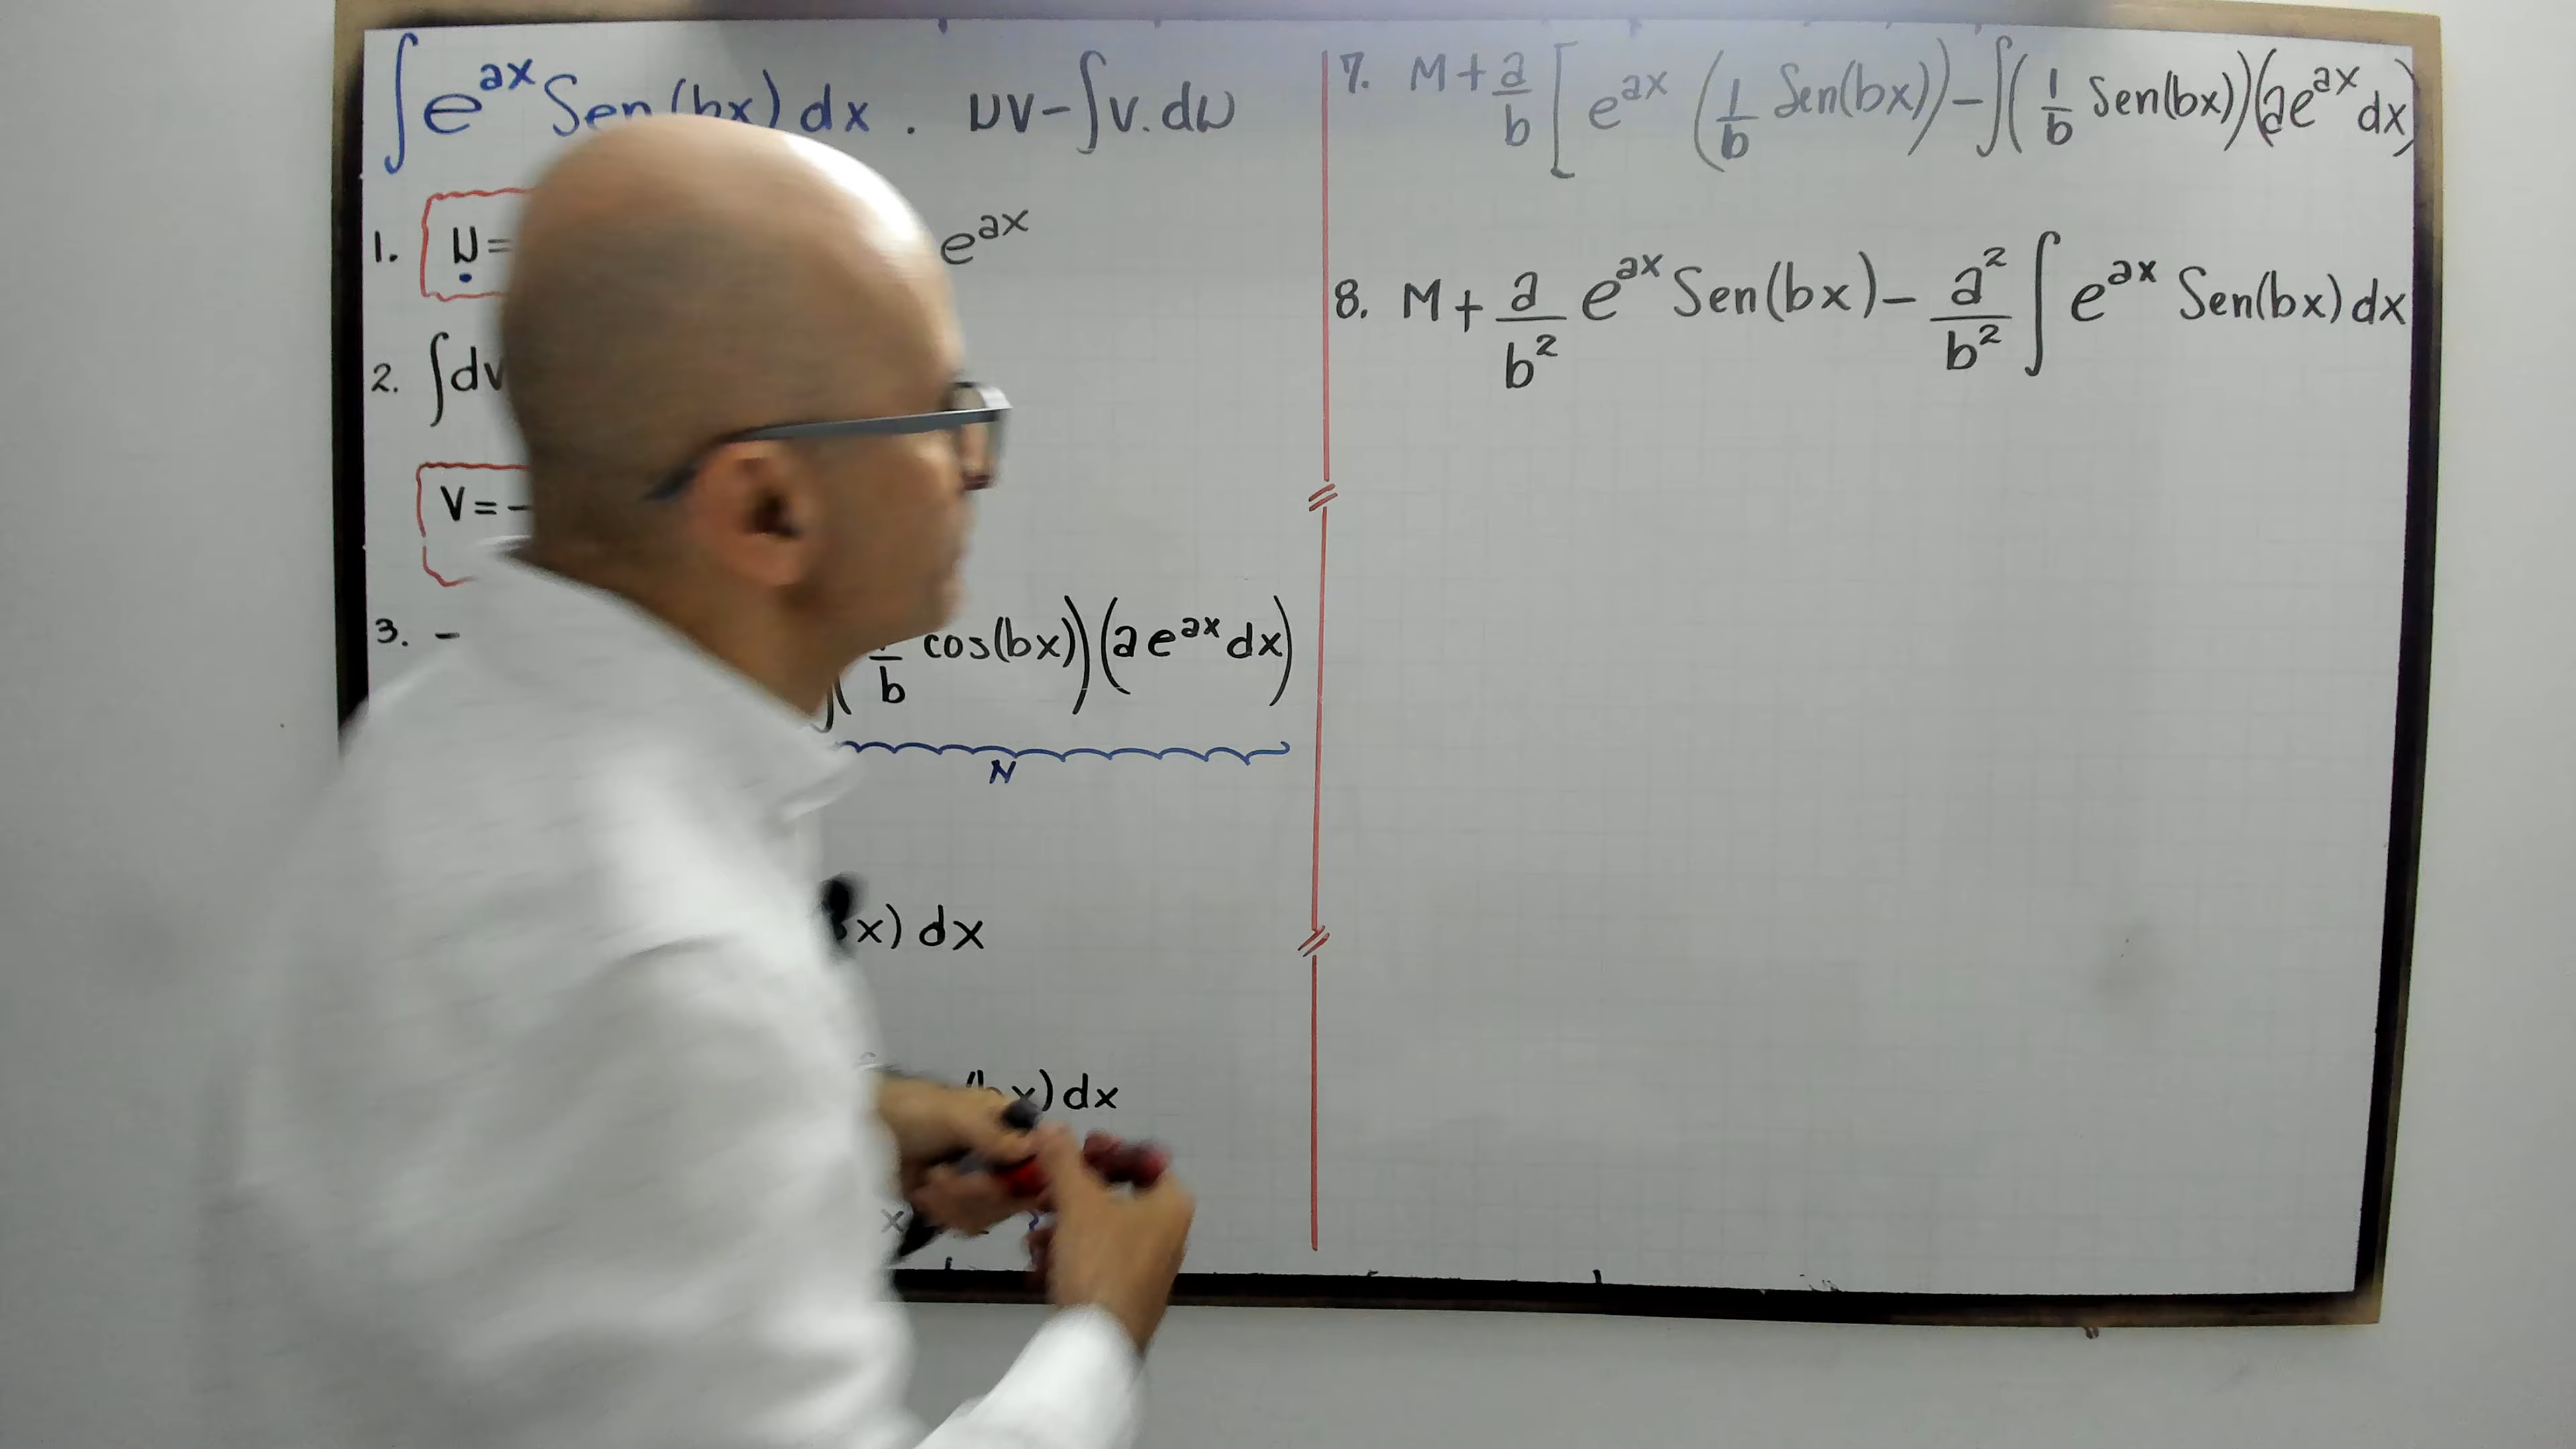 ∫e^ax Sen(bx) dx . uv-∫v.du
1. u= e^ax
2. ∫dv
v=-
3. - 1/b cos(bx))(ae^ax dx)
N
x) dx
(bx)dx
x
7. M+a/b[e^ax (1/b Sen(bx))-∫(1/b Sen(bx))(ae^ax dx)
8. M+a/b² e^ax Sen(bx)-a²/b² ∫e^ax Sen(bx)dx